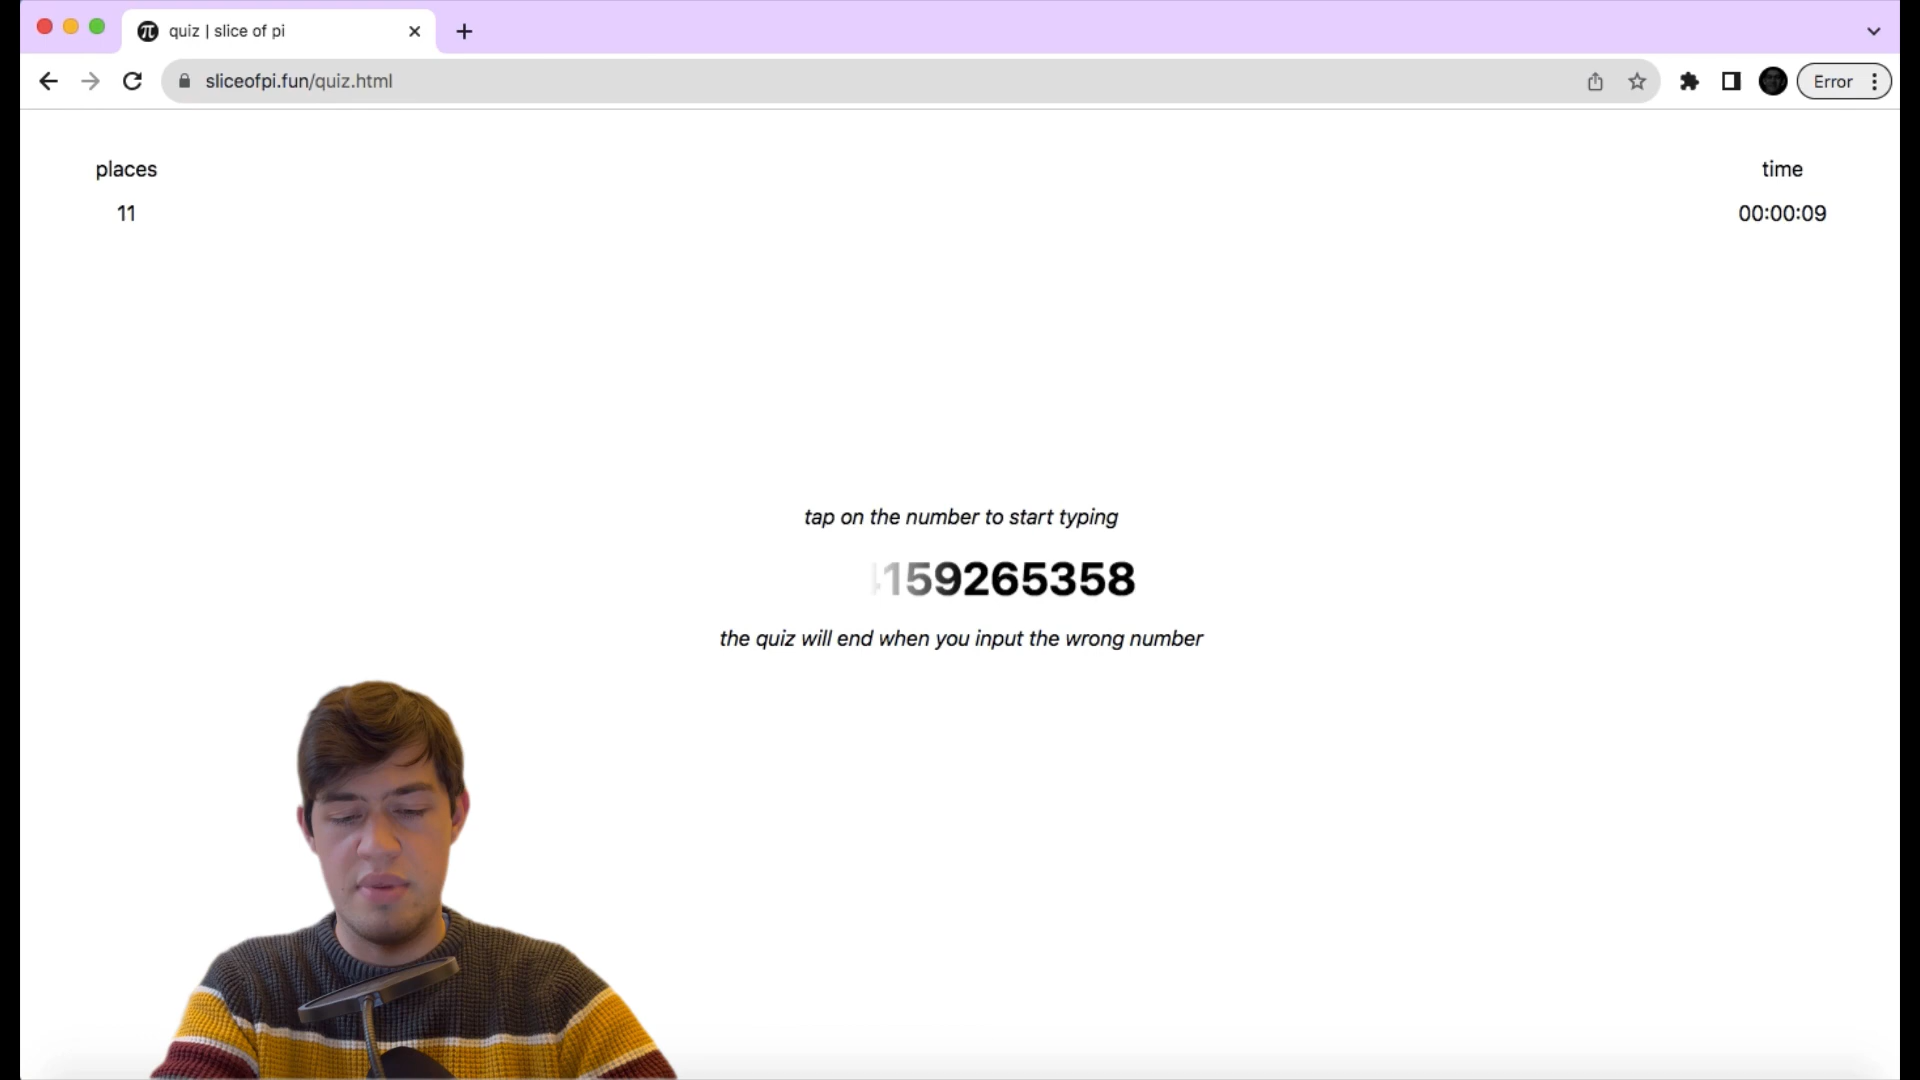 quiz | slice of pi
sliceofpi.fun/quiz.html
Error
places
11
time
00:00:09
tap on the number to start typing
159265358
the quiz will end when you input the wrong number